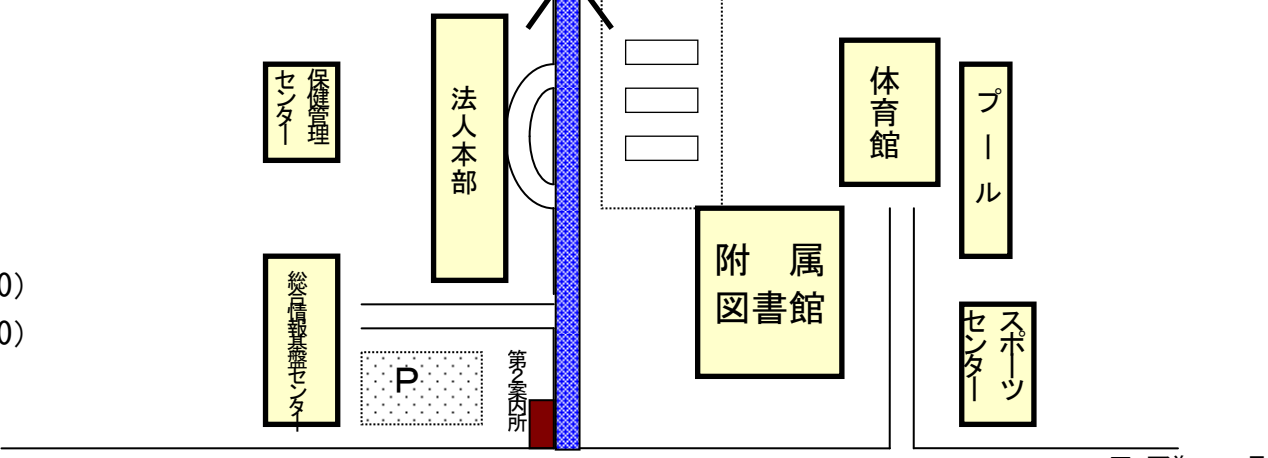 保健管理
センター
法人本部
体育館
プール
附　属
図書館
0)
0)
総合情報基盤センター
P
第2案内所
スポーツ
センター